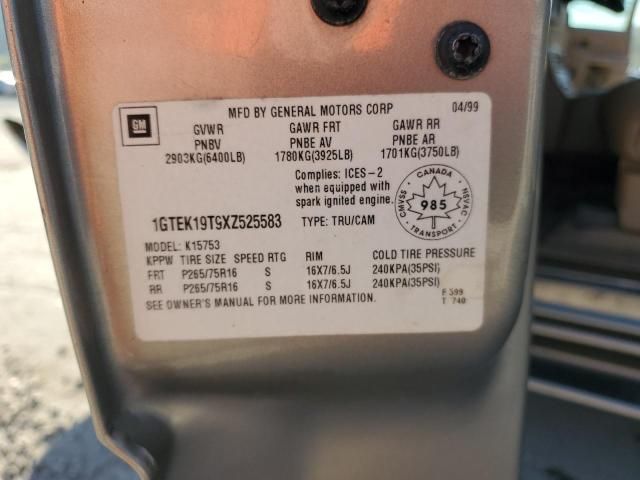 GM
MFD BY GENERAL MOTORS CORP 04/99
GVWR GAWR FRT GAWR RR
PNBV PNBE AV PNBE AR
2903KG(6400LB) 1780KG(3925LB) 1701KG(3750LB)
Complies: ICES-2
when equipped with
spark ignited engine.
CANADA
CMVSS 985 NSVAC
TRANSPORT
1GTEK19T9XZ525583 TYPE: TRU/CAM
MODEL: K15753
KPPW TIRE SIZE SPEED RTG RIM COLD TIRE PRESSURE
FRT P265/75R16 S 16X7/6.5J 240KPA(35PSI)
RR P265/75R16 S 16X7/6.5J 240KPA(35PSI)
SEE OWNER'S MANUAL FOR MORE INFORMATION.
F 399
T 740